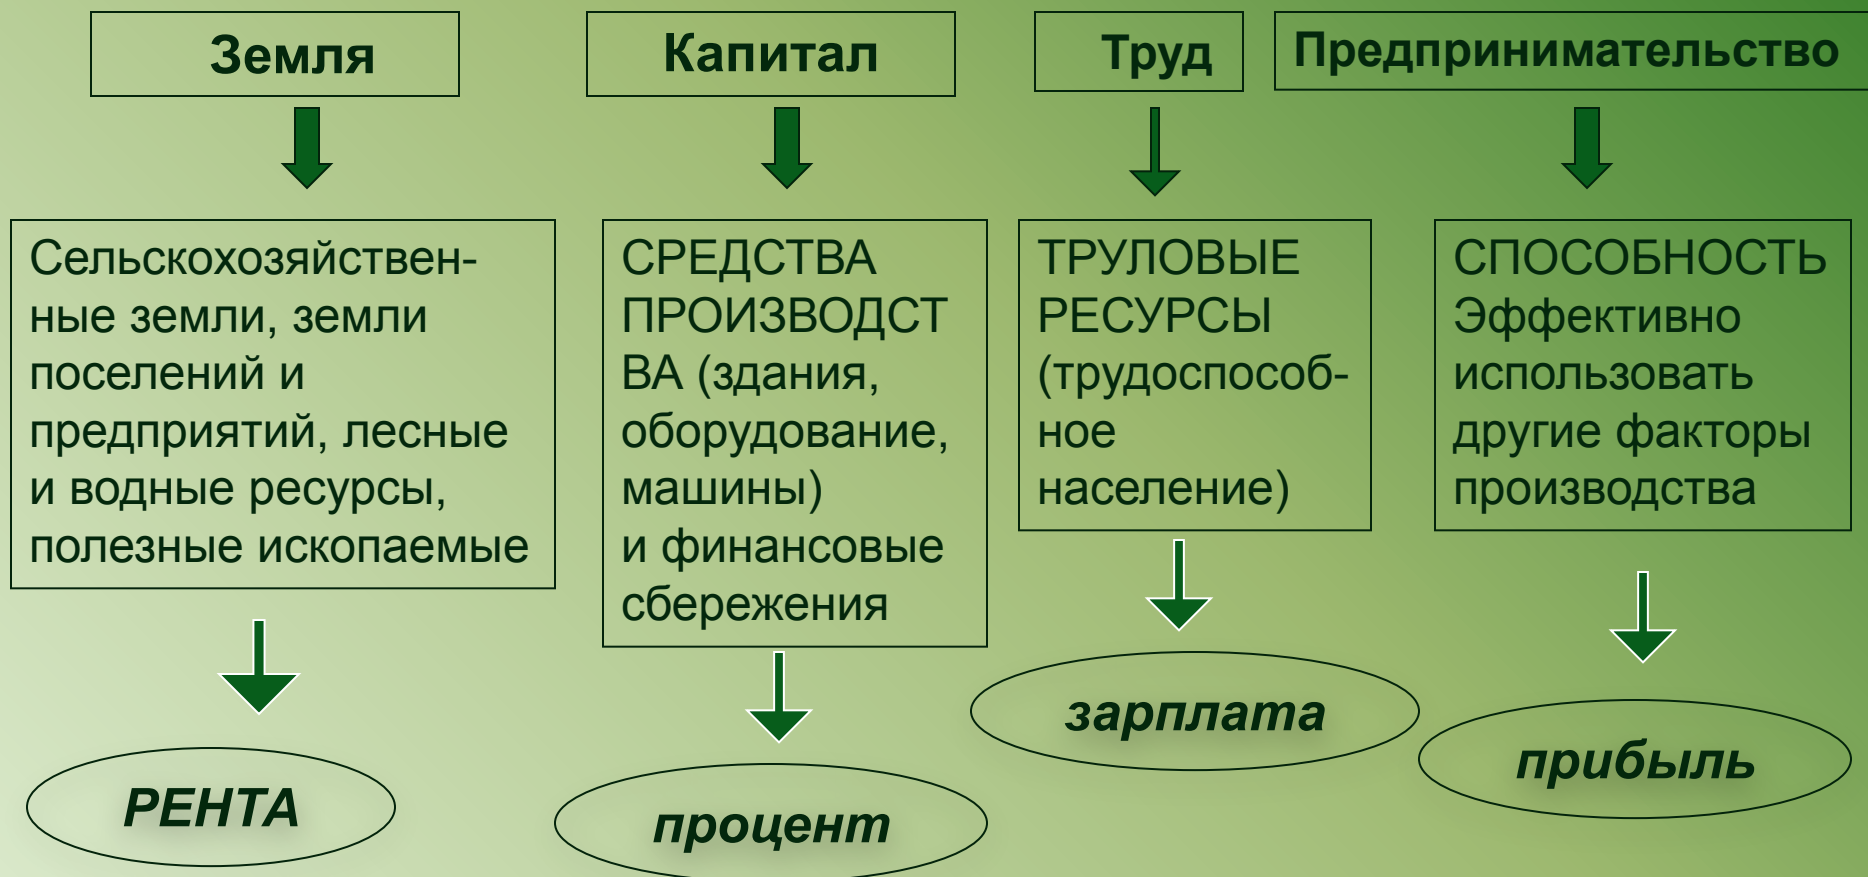 Земля
Капитал
Труд
Предпринимательство
Сельскохозяйствен-
ные земли, земли
поселений и
предприятий, лесные
и водные ресурсы,
полезные ископаемые
СРЕДСТВА
ПРОИЗВОДСТ
ВА (здания,
оборудование,
машины)
и финансовые
сбережения
ТРУЛОВЫЕ
РЕСУРСЫ
(трудоспособ-
ное
население)
СПОСОБНОСТЬ
Эффективно
использовать
другие факторы
производства
РЕНТА
процент
зарплата
прибыль